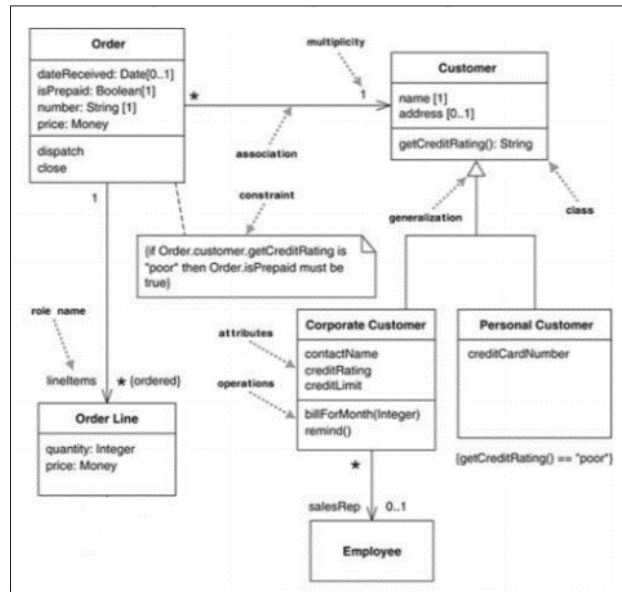 Order
dateReceived: Date[0..1]
isPrepaid: Boolean[1]
number: String [1]
price: Money
dispatch
close
multiplicity
*
1
association
Customer
name [1]
address [0..1]
getCreditRating(): String
generalization
class
constraint
{if Order.customer.getCreditRating is
"poor" then Order.isPrepaid must be
true}
1
role name
lineItems
* {ordered}
Order Line
quantity: Integer
price: Money
attributes
operations
Corporate Customer
contactName
creditRating
creditLimit
billForMonth(Integer)
remind()
Personal Customer
creditCardNumber
{getCreditRating() == "poor"}
*
salesRep
0..1
Employee